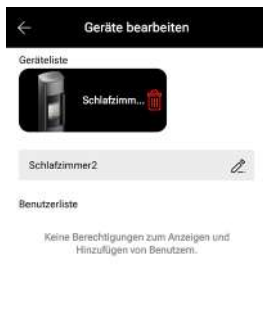 Geräte bearbeiten
Geräteliste
Schlafzimm...
Schlafzimmer2
Benutzerliste
Keine Berechtigungen zum Anzeigen und
Hinzufügen von Benutzern.